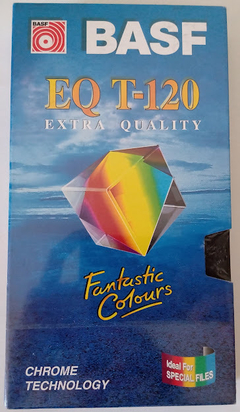 BASF
BASF
EQ T-120
EXTRA QUALITY
Fantastic
Colours
CHROME
TECHNOLOGY
Ideal For
SPECIAL FILES